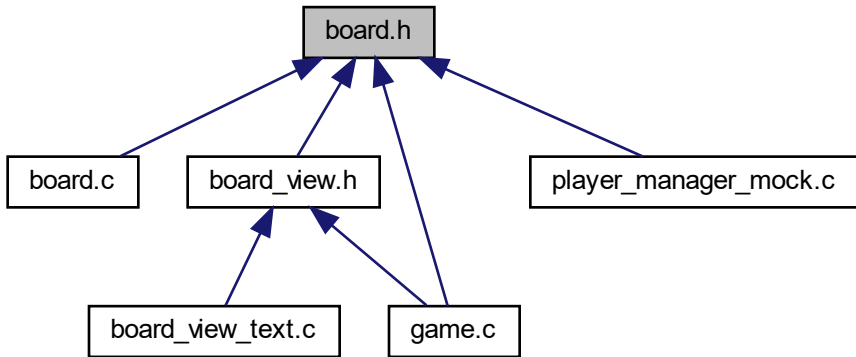 board.h
board.c
board_view.h
player_manager_mock.c
board_view_text.c
game.c